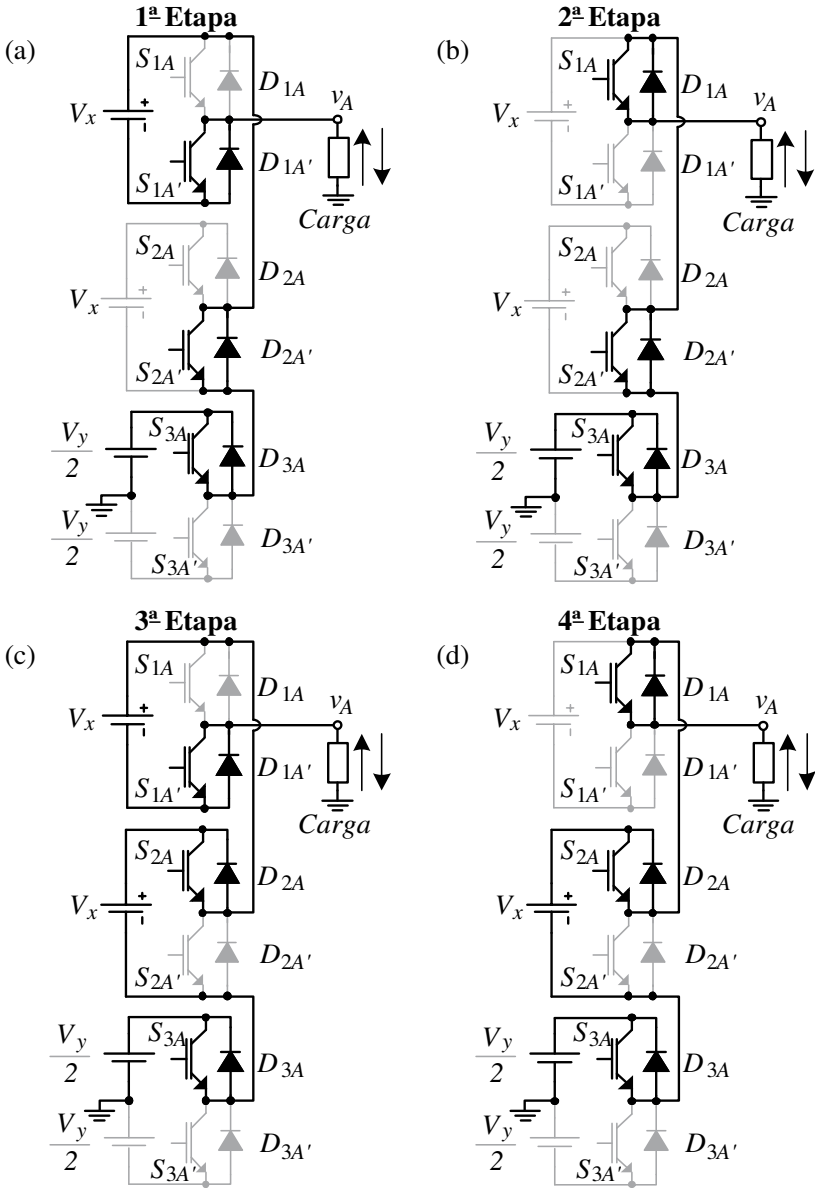 1ª Etapa
(a)
S1A
D1A
Vx
+
vA
S1A'
D1A'
Carga
S2A
D2A
Vx
+
S2A'
D2A'
Vy
2
S3A
D3A
Vy
2
S3A'
D3A'
2ª Etapa
(b)
S1A
D1A
Vx
+
vA
S1A'
D1A'
Carga
S2A
D2A
Vx
+
S2A'
D2A'
Vy
2
S3A
D3A
Vy
2
S3A'
D3A'
3ª Etapa
(c)
S1A
D1A
Vx
+
vA
S1A'
D1A'
Carga
S2A
D2A
Vx
+
S2A'
D2A'
Vy
2
S3A
D3A
Vy
2
S3A'
D3A'
4ª Etapa
(d)
S1A
D1A
Vx
+
vA
S1A'
D1A'
Carga
S2A
D2A
Vx
+
S2A'
D2A'
Vy
2
S3A
D3A
Vy
2
S3A'
D3A'